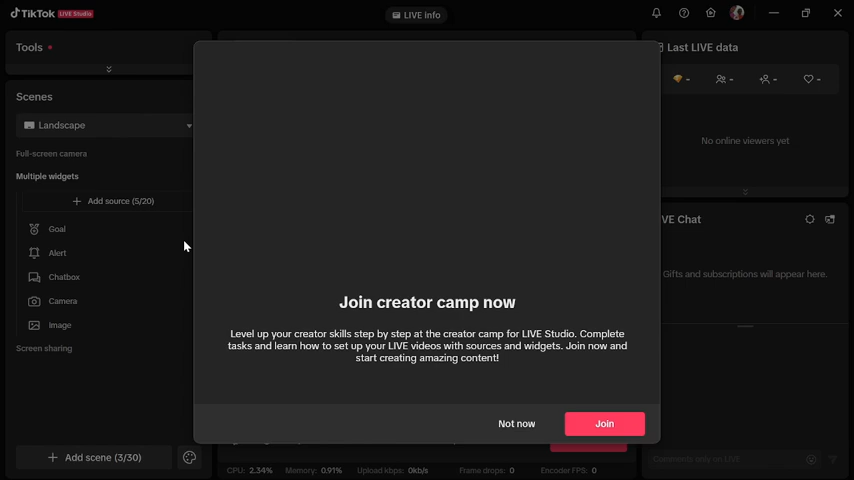 TikTok LIVE Studio
LIVE info
Tools
Last LIVE data
Scenes
Landscape
Full-screen camera
Multiple widgets
+ Add source (5/20)
Goal
Alert
Chatbox
Camera
Image
Screen sharing
+ Add scene (3/30)
No online viewers yet
VE Chat
Gifts and subscriptions will appear here.
Join creator camp now
Level up your creator skills step by step at the creator camp for LIVE Studio. Complete
tasks and learn how to set up your LIVE videos with sources and widgets. Join now and
start creating amazing content!
Not now
Join
CPU: 2.34% Memory: 0.91% Upload kbps: 0kb/s Frame drops: 0 Encoder FPS: 0
Comments only on LIVE